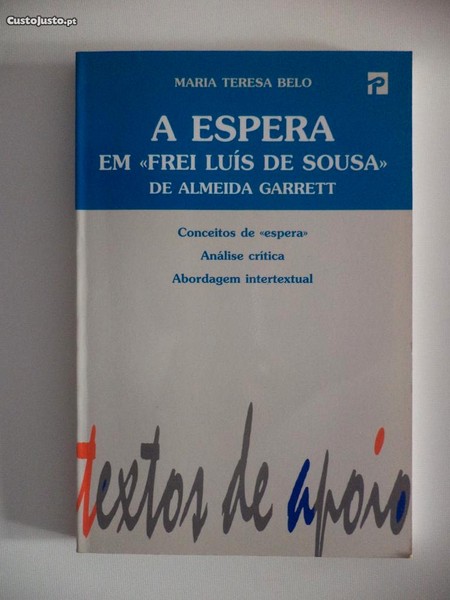 CustoJusto.pt
MARIA TERESA BELO
A ESPERA
EM «FREI LUÍS DE SOUSA»
DE ALMEIDA GARRETT
Conceitos de «espera»
Análise crítica
Abordagem intertextual
textos de apoio